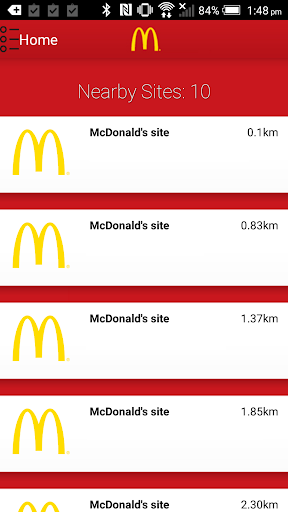 84% 1:48 pm
Home
Nearby Sites: 10
McDonald's site 0.1km
McDonald's site 0.83km
McDonald's site 1.37km
McDonald's site 1.85km
McDonald's site 2.30km